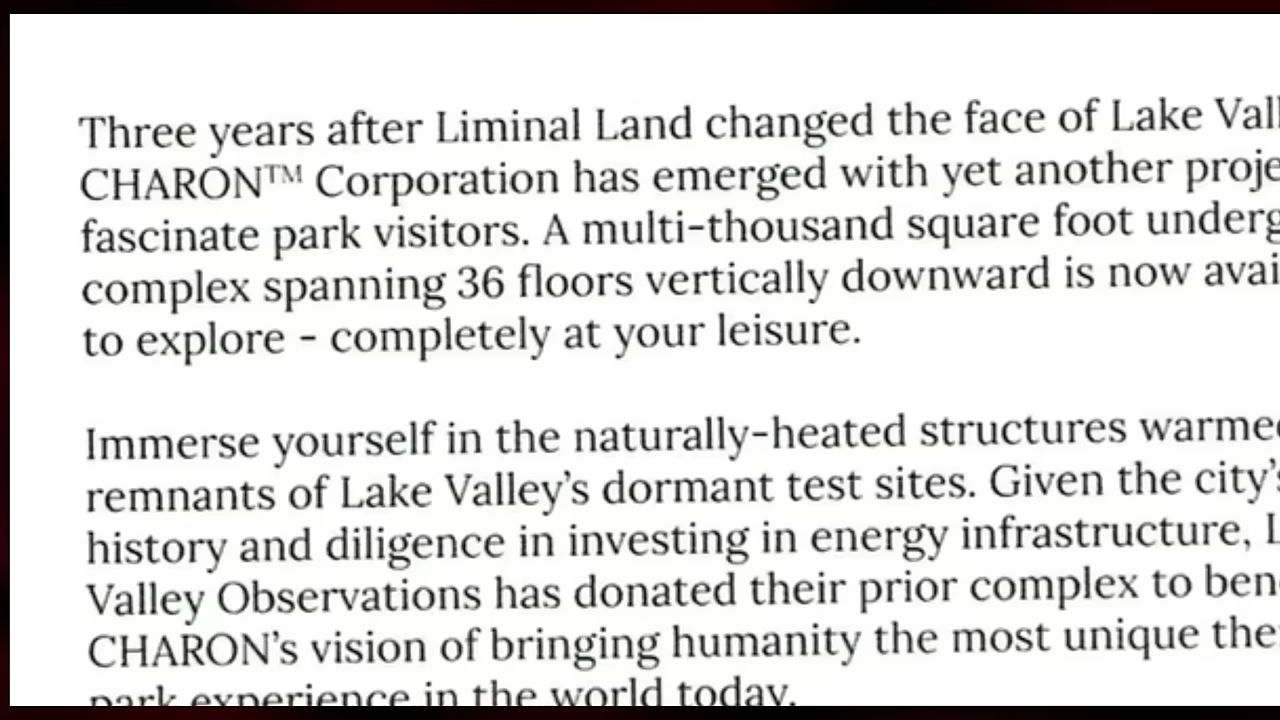 Three years after Liminal Land changed the face of Lake
CHARON™ Corporation has emerged with yet another
fascinate park visitors. A multi-thousand square foot
complex spanning 36 floors vertically downward is now
to explore - completely at your leisure.
Immerse yourself in the naturally-heated structures
remnants of Lake Valley's dormant test sites. Given the city's
history and diligence in investing in energy infrastructure,
Valley Observations has donated their prior complex to
CHARON's vision of bringing humanity the most unique
park experience in the world today.